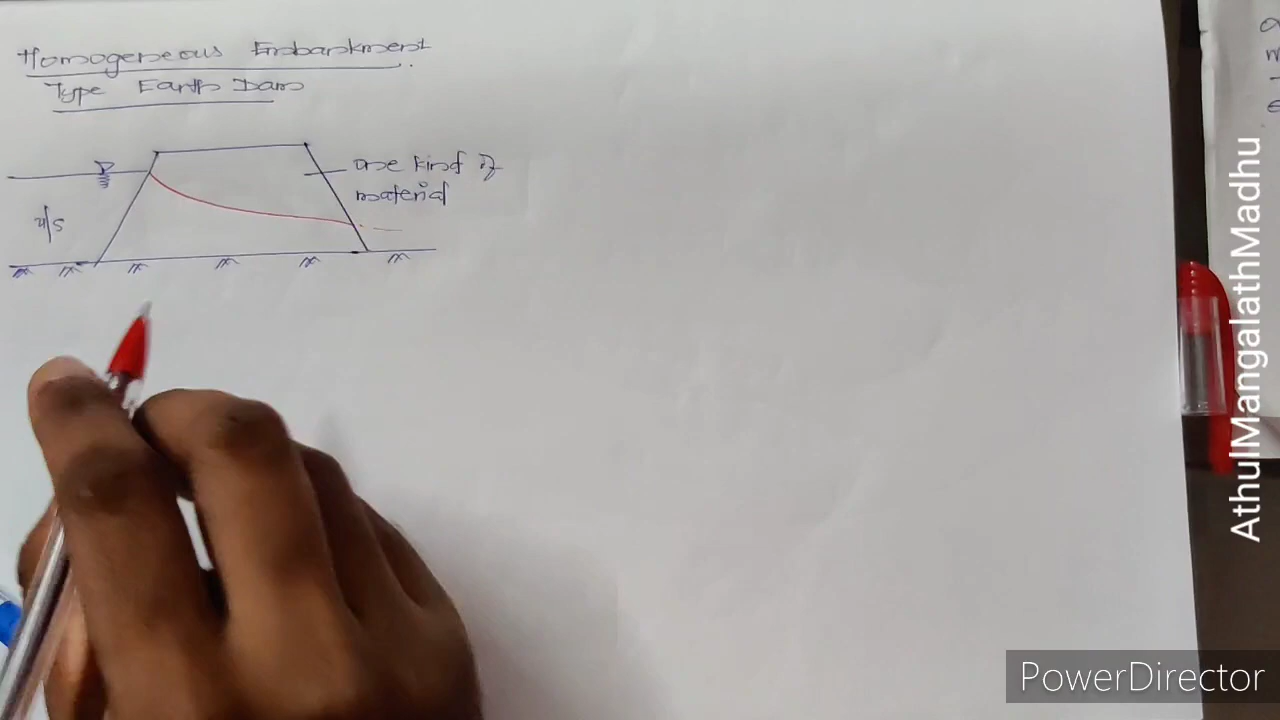 Homogeneous Embankment
Type Earth Dam
one kind of
material
u/s
AthulMangalathMadhu
PowerDirector